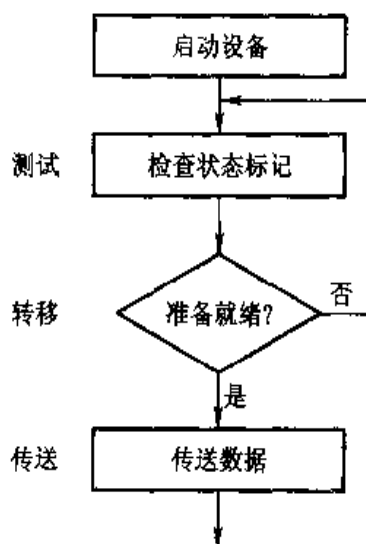 启动设备
测试 检查状态标记
转移 准备就绪? 否
是
传送 传送数据